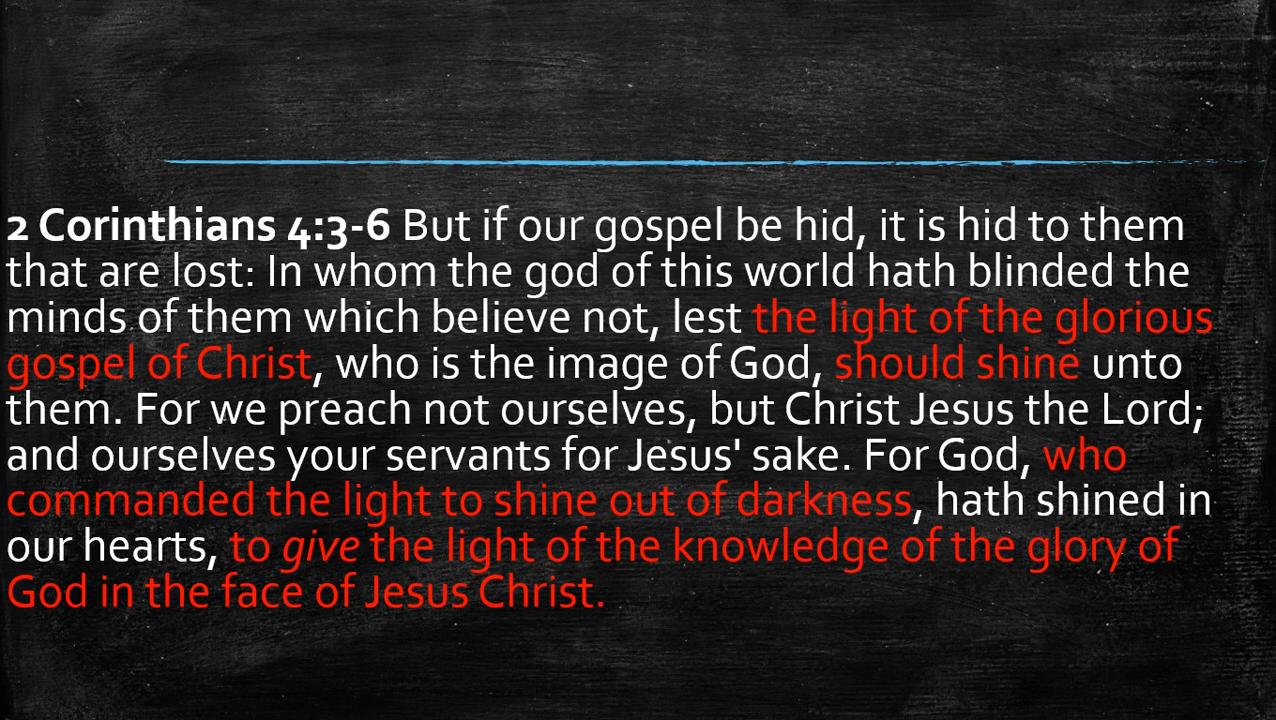 2 Corinthians 4:3-6 But if our gospel be hid, it is hid to them
that are lost: In whom the god of this world hath blinded the
minds of them which believe not, lest the light of the glorious
gospel of Christ, who is the image of God, should shine unto
them. For we preach not ourselves, but Christ Jesus the Lord;
and ourselves your servants for Jesus' sake. For God, who
commanded the light to shine out of darkness, hath shined in
our hearts, to give the light of the knowledge of the glory of
God in the face of Jesus Christ.